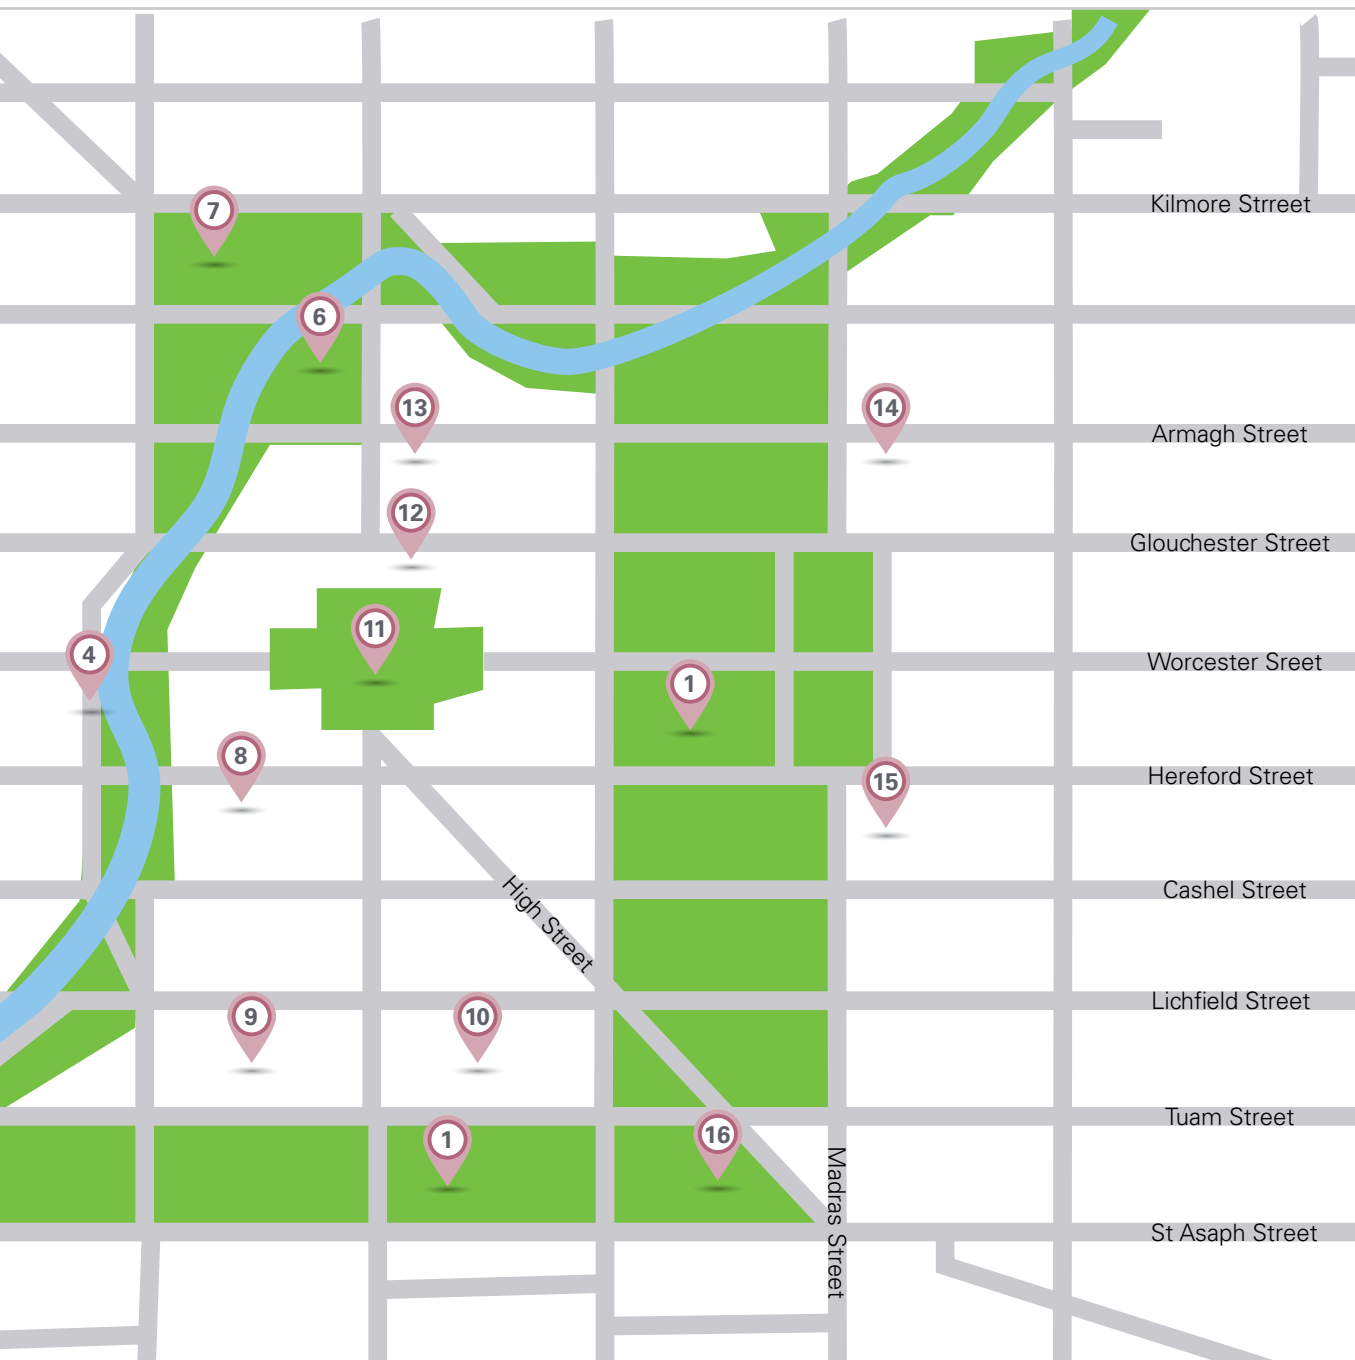 7
Kilmore Strreet
6
13
14
Armagh Street
12
Glouchester Street
11
4
Worcester Sreet
1
8
15
Hereford Street
High Street
Cashel Street
9
10
Lichfield Street
1
16
Tuam Street
Madras Street
St Asaph Street